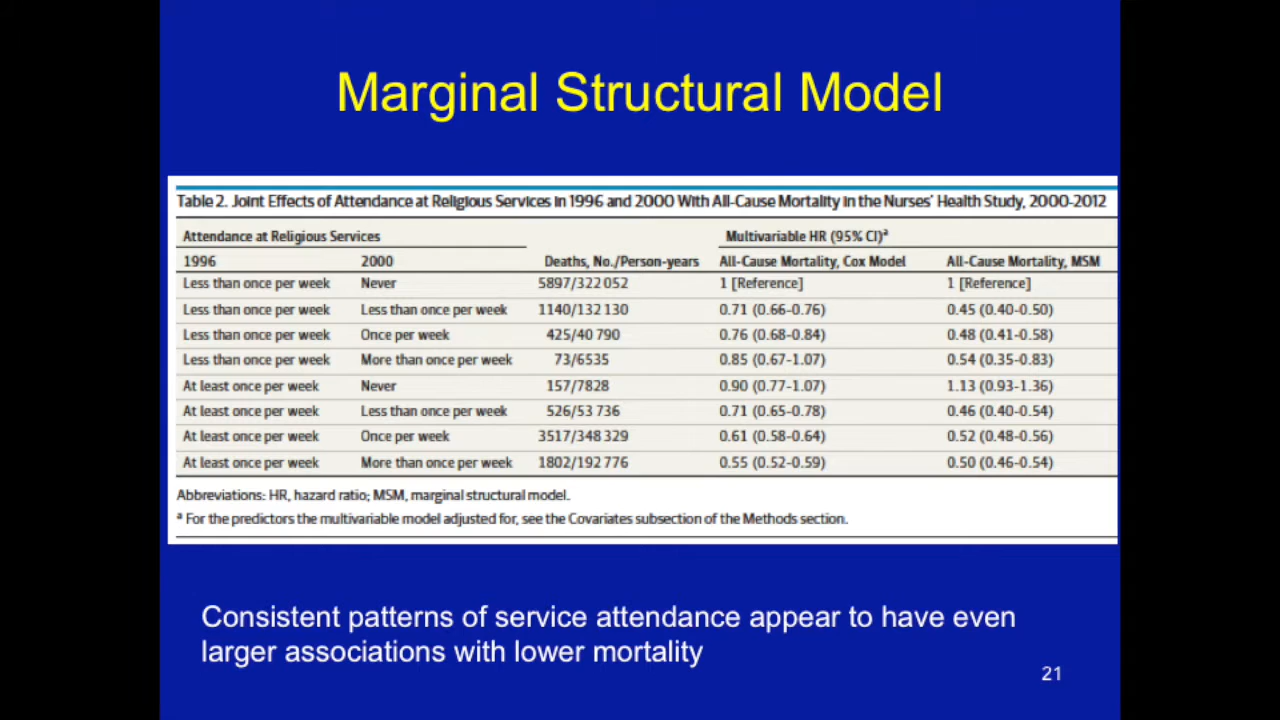 Marginal Structural Model
Table 2. Joint Effects of Attendance at Religious Services in 1996 and 2000 With All-Cause Mortality in the Nurses' Health Study, 2000-2012
Attendance at Religious Services Multivariable HR (95% CI)ª
1996 2000 Deaths, No./Person-years All-Cause Mortality, Cox Model All-Cause Mortality, MSM
Less than once per week Never 5897/322 052 1 [Reference] 1 [Reference]
Less than once per week Less than once per week 1140/132 130 0.71 (0.66-0.76) 0.45 (0.40-0.50)
Less than once per week Once per week 425/40 790 0.76 (0.68-0.84) 0.48 (0.41-0.58)
Less than once per week More than once per week 73/6535 0.85 (0.67-1.07) 0.54 (0.35-0.83)
At least once per week Never 157/7828 0.90 (0.77-1.07) 1.13 (0.93-1.36)
At least once per week Less than once per week 526/53 736 0.71 (0.65-0.78) 0.46 (0.40-0.54)
At least once per week Once per week 3517/348 329 0.61 (0.58-0.64) 0.52 (0.48-0.56)
At least once per week More than once per week 1802/192 776 0.55 (0.52-0.59) 0.50 (0.46-0.54)
Abbreviations: HR, hazard ratio; MSM, marginal structural model.
ª For the predictors the multivariable model adjusted for, see the Covariates subsection of the Methods section.
Consistent patterns of service attendance appear to have even
larger associations with lower mortality
21